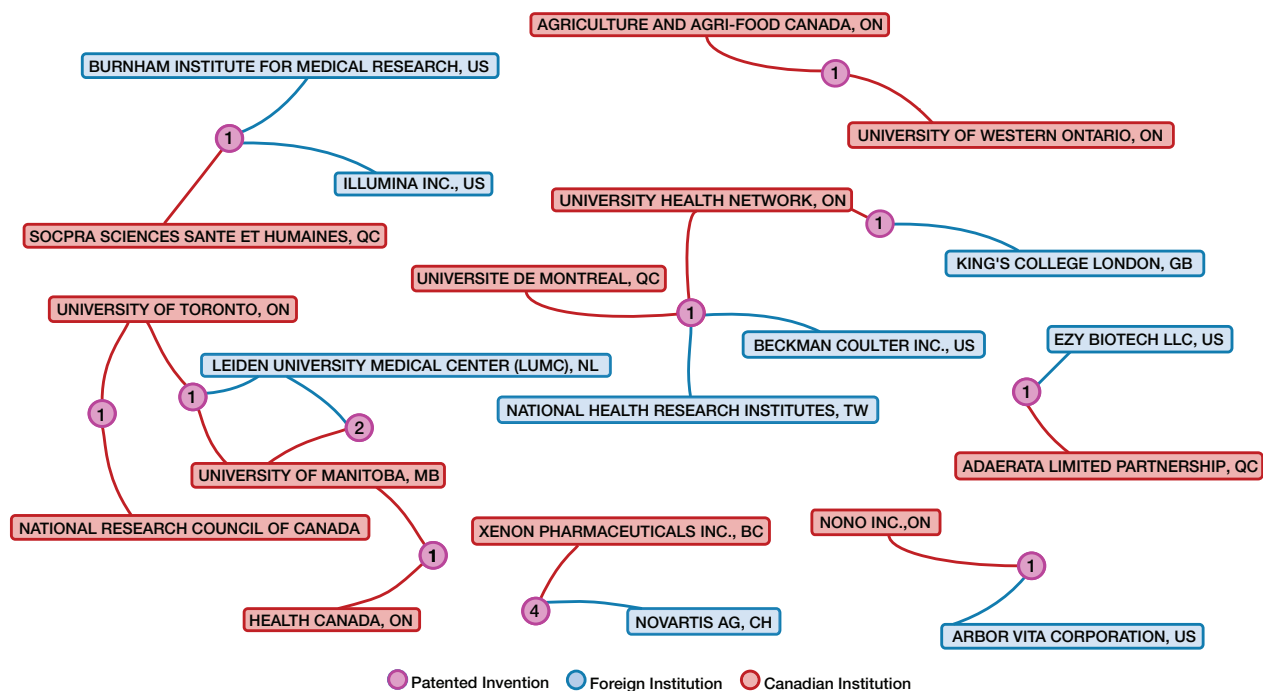 AGRICULTURE AND AGRI-FOOD CANADA, ON
BURNHAM INSTITUTE FOR MEDICAL RESEARCH, US
1
UNIVERSITY OF WESTERN ONTARIO, ON
1
ILLUMINA INC., US
SOCPRA SCIENCES SANTE ET HUMAINES, QC
UNIVERSITY HEALTH NETWORK, ON
1
KING'S COLLEGE LONDON, GB
UNIVERSITE DE MONTREAL, QC
1
BECKMAN COULTER INC., US
NATIONAL HEALTH RESEARCH INSTITUTES, TW
EZY BIOTECH LLC, US
1
ADAERATA LIMITED PARTNERSHIP, QC
UNIVERSITY OF TORONTO, ON
LEIDEN UNIVERSITY MEDICAL CENTER (LUMC), NL
1
1
2
UNIVERSITY OF MANITOBA, MB
NATIONAL RESEARCH COUNCIL OF CANADA
1
HEALTH CANADA, ON
XENON PHARMACEUTICALS INC., BC
4
NOVARTIS AG, CH
NONO INC.,ON
1
ARBOR VITA CORPORATION, US
Patented Invention
Foreign Institution
Canadian Institution